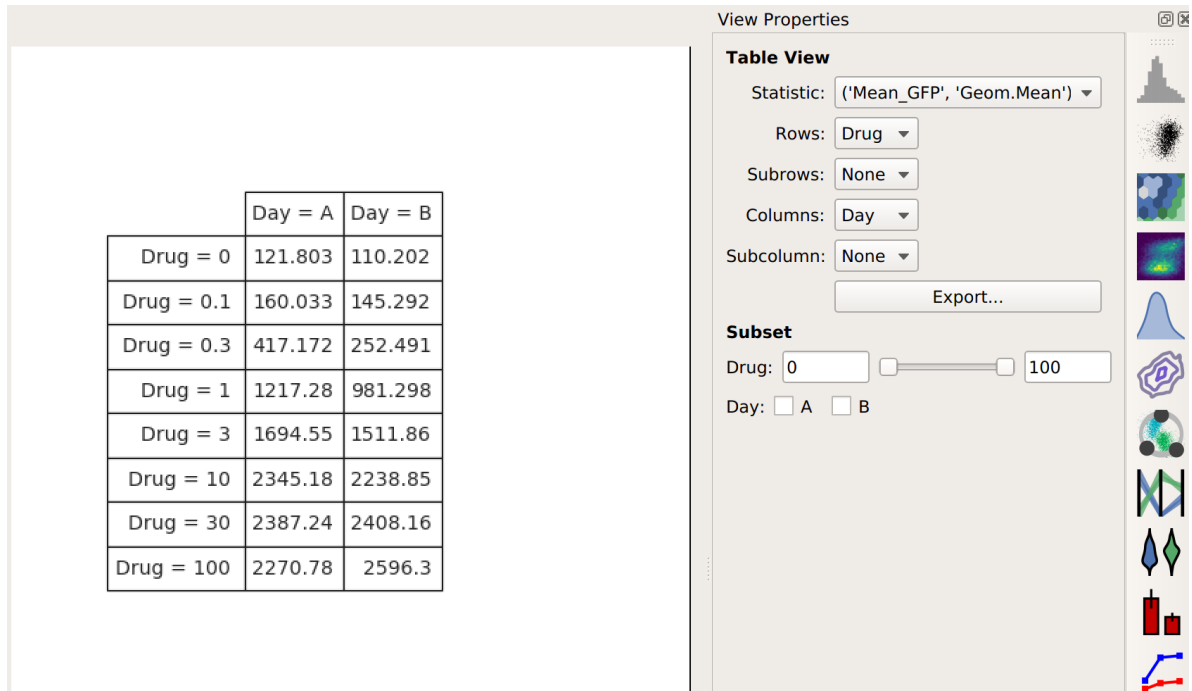 View Properties
Table View
Statistic: ('Mean_GFP', 'Geom.Mean')
Rows: Drug
Subrows: None
Columns: Day
Subcolumn: None
Export...
Subset
Drug: 0 100
Day: A B
Day = A Day = B
Drug = 0 121.803 110.202
Drug = 0.1 160.033 145.292
Drug = 0.3 417.172 252.491
Drug = 1 1217.28 981.298
Drug = 3 1694.55 1511.86
Drug = 10 2345.18 2238.85
Drug = 30 2387.24 2408.16
Drug = 100 2270.78 2596.3